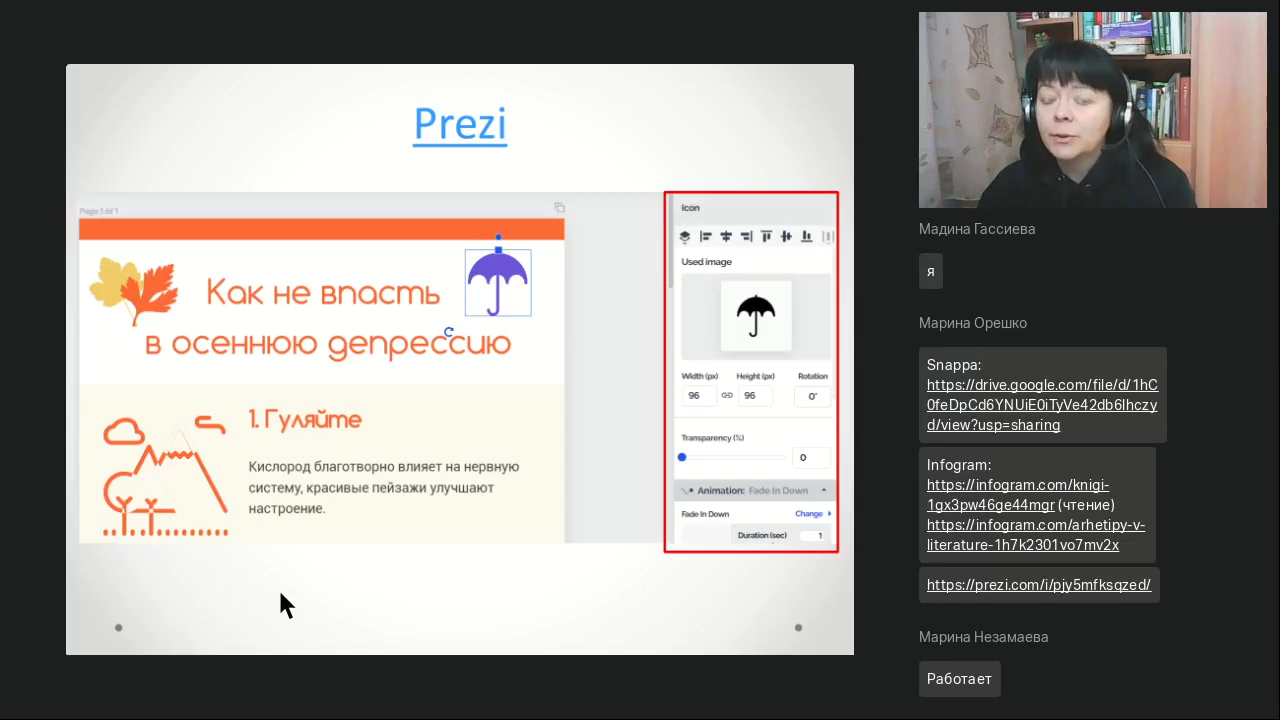 Prezi
Page 1 of 1
Как не впасть
в осеннюю депрессию
1. Гуляйте
Кислород благотворно влияет на нервную
систему, красивые пейзажи улучшают
настроение.
Icon
Used image
Width (px) Height (px) Rotation
96 96 0°
Transparency (%)
0
Animation: Fade In Down
Fade In Down Change
Duration (sec) 1
Мадина Гассиева
я
Марина Орешко
Snappa:
https://drive.google.com/file/d/1hC
0feDpCd6YNUiE0iTyVe42db6lhczy
d/view?usp=sharing
Infogram:
https://infogram.com/knigi-
1gx3pw46ge44mgr (чтение)
https://infogram.com/arhetipy-v-
literature-1h7k2301vo7mv2x
https://prezi.com/i/pjy5mfksqzed/
Марина Незамаева
Работает